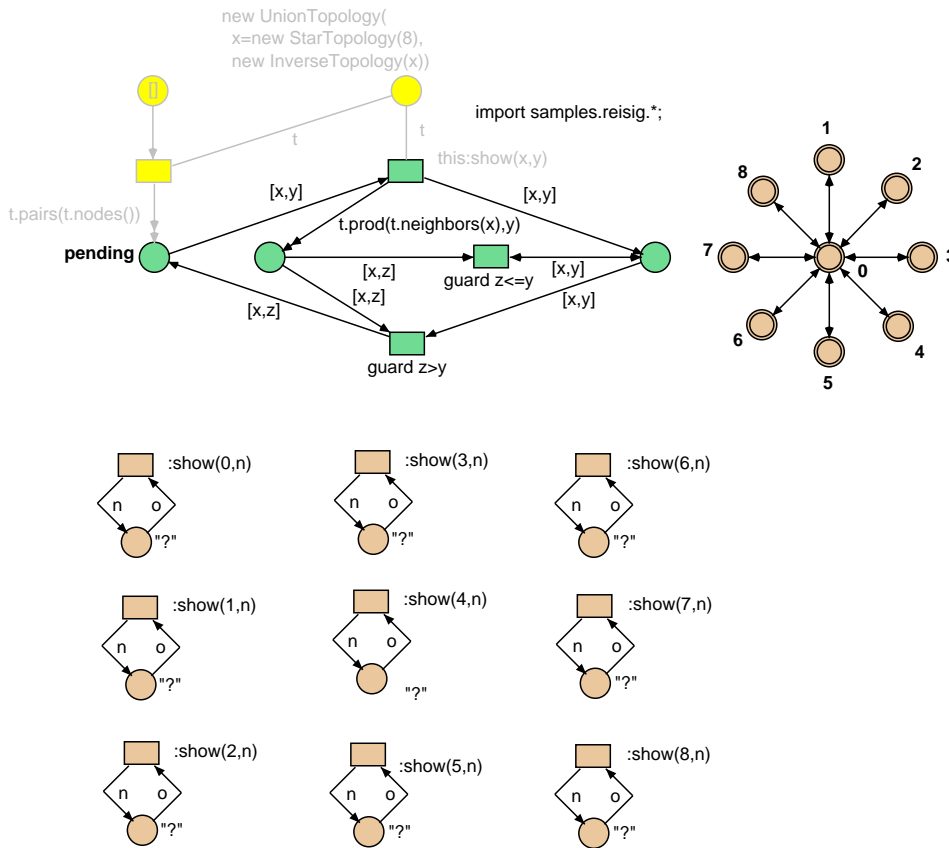 new UnionTopology(
x=new StarTopology(8),
new InverseTopology(x))
[]
import samples.reisig.*;
t
t
this:show(x,y)
[x,y]
[x,y]
t.pairs(t.nodes())
t.prod(t.neighbors(x),y)
pending
[x,z]
[x,y]
guard z<=y
[x,z]
[x,z]
[x,y]
guard z>y
1
2
8
7
3
0
6
4
5
:show(0,n)
n
o
"?"
:show(3,n)
n
o
"?"
:show(6,n)
n
o
"?"
:show(1,n)
n
o
"?"
:show(4,n)
n
o
"?"
:show(7,n)
n
o
"?"
:show(2,n)
n
o
"?"
:show(5,n)
n
o
"?"
:show(8,n)
n
o
"?"